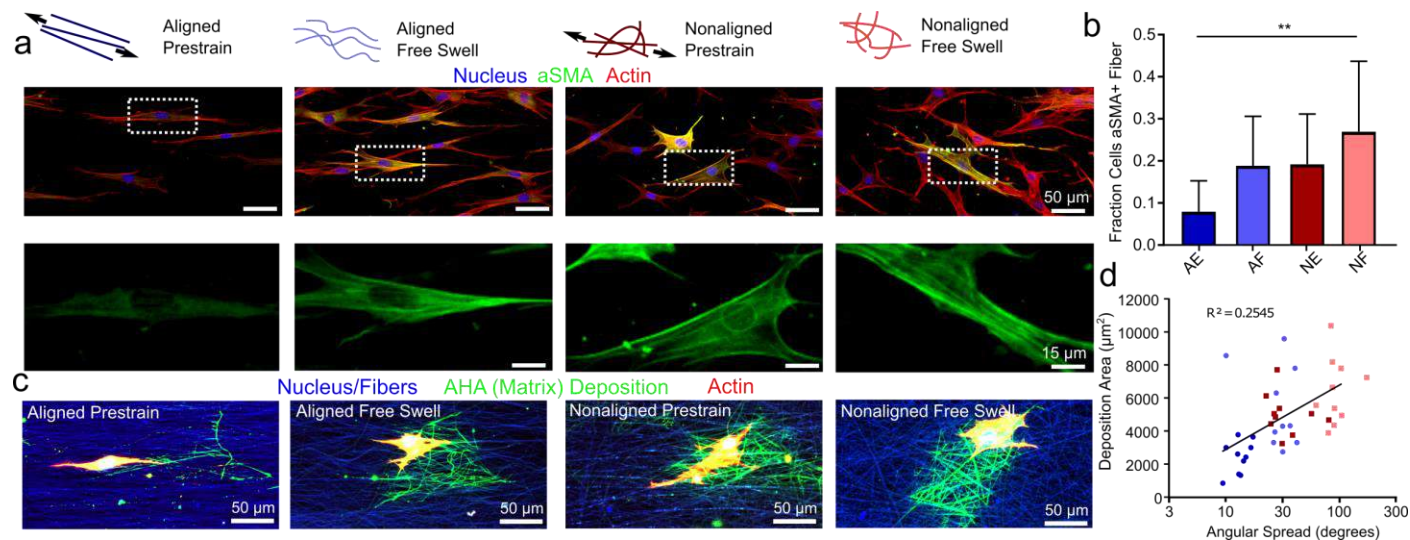 a
Aligned
Prestrain
Aligned
Free Swell
Nonaligned
Prestrain
Nonaligned
Free Swell
Nucleus aSMA Actin
50 µm
15 µm
b
Fraction Cells aSMA+ Fiber
0.5
0.4
0.3
0.2
0.1
0.0
**
AE
AF
NE
NF
c
Nucleus/Fibers AHA (Matrix) Deposition Actin
Aligned Prestrain
50 µm
Aligned Free Swell
50 µm
Nonaligned Prestrain
50 µm
Nonaligned Free Swell
50 µm
d
Deposition Area (µm²)
12000
10000
8000
6000
4000
2000
0
R² = 0.2545
3
10
30
100
300
Angular Spread (degrees)